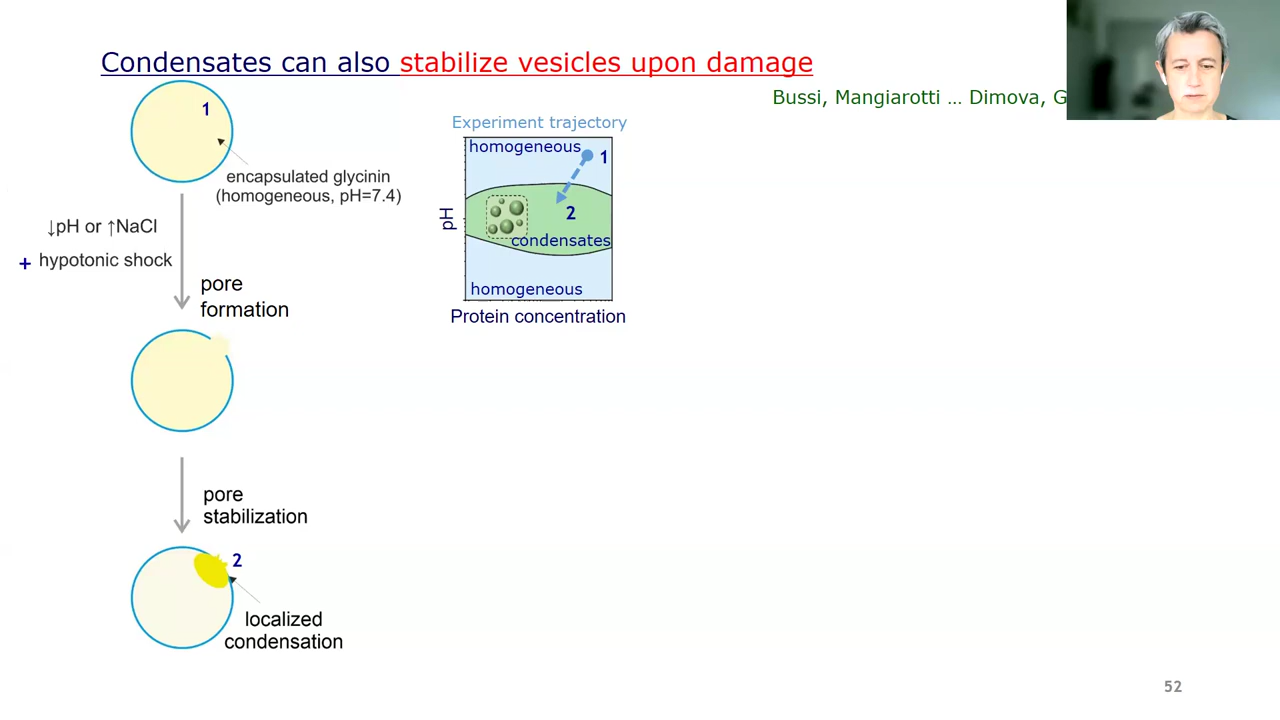 Condensates can also stabilize vesicles upon damage
Bussi, Mangiarotti ... Dimova, G
1
encapsulated glycinin
(homogeneous, pH=7.4)
↓pH or ↑NaCl
+ hypotonic shock
pore
formation
pore
stabilization
2
localized
condensation
Experiment trajectory
homogeneous
1
2
condensates
homogeneous
pH
Protein concentration
52